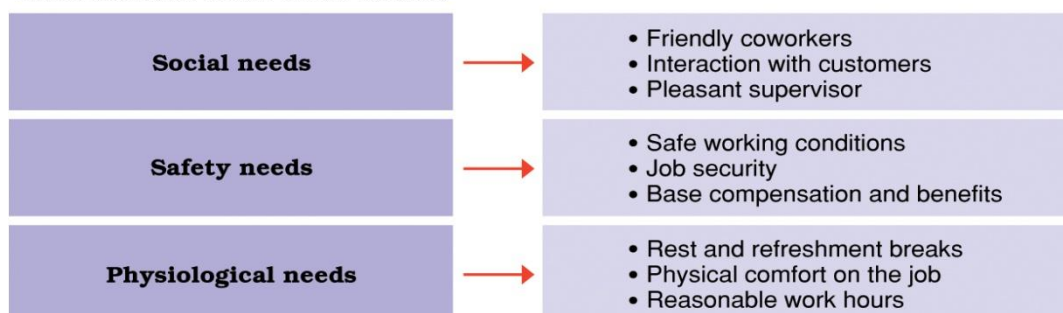 Social needs
• Friendly coworkers
• Interaction with customers
• Pleasant supervisor
Safety needs
• Safe working conditions
• Job security
• Base compensation and benefits
Physiological needs
• Rest and refreshment breaks
• Physical comfort on the job
• Reasonable work hours